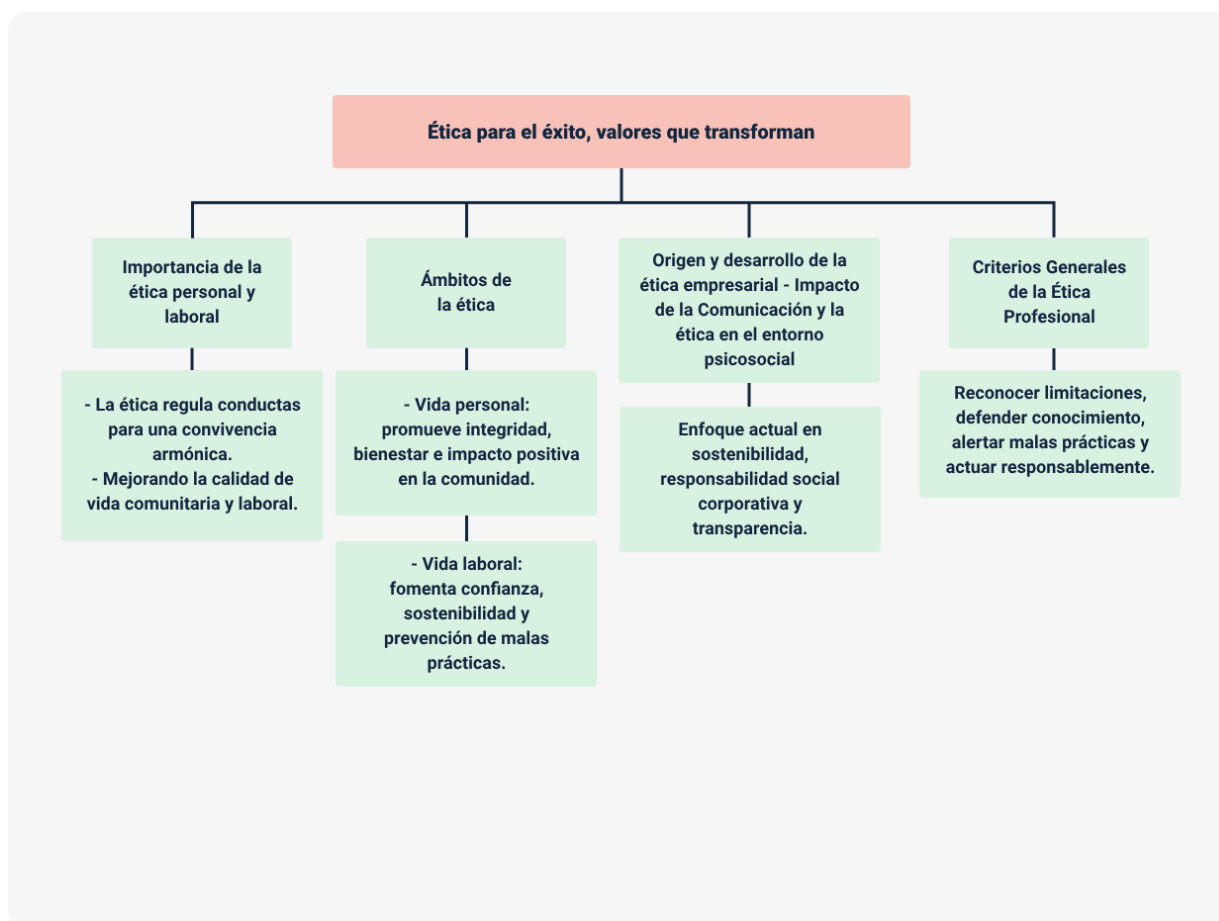 Ética para el éxito, valores que transforman
Importancia de la
ética personal y
laboral
- La ética regula conductas
para una convivencia
armónica.
- Mejorando la calidad de
vida comunitaria y laboral.
Ámbitos de
la ética
- Vida personal:
promueve integridad,
bienestar e impacto positiva
en la comunidad.
- Vida laboral:
fomenta confianza,
sostenibilidad y
prevención de malas
prácticas.
Origen y desarrollo de la
ética empresarial - Impacto
de la Comunicación y la
ética en el entorno
psicosocial
Enfoque actual en
sostenibilidad,
responsabilidad social
corporativa y
transparencia.
Criterios Generales
de la Ética
Profesional
Reconocer limitaciones,
defender conocimiento,
alertar malas prácticas y
actuar responsablemente.